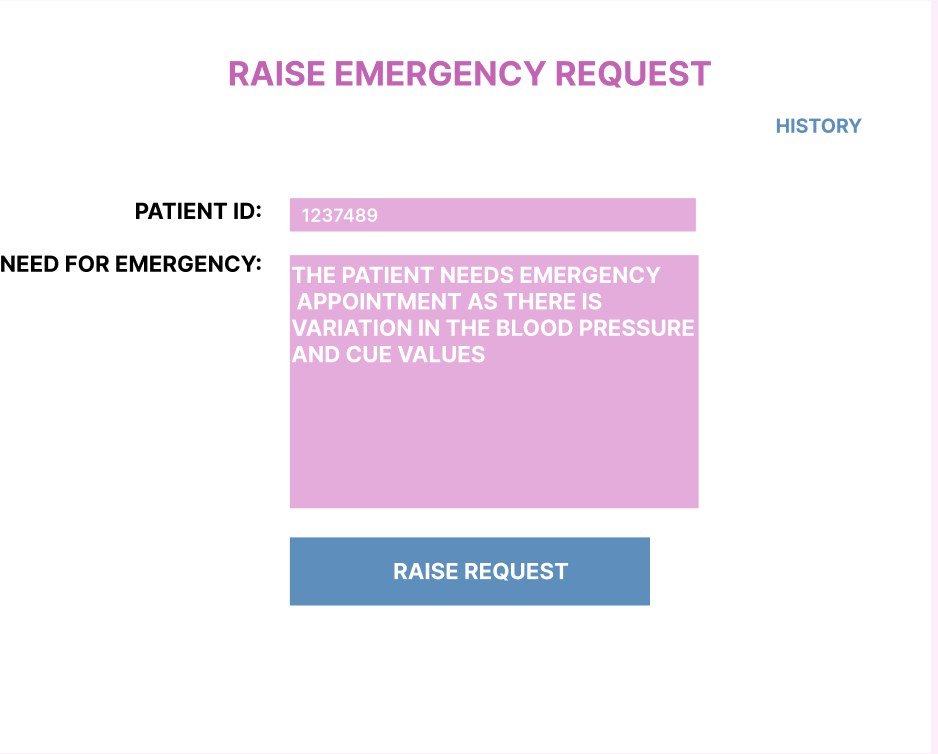 RAISE EMERGENCY REQUEST
HISTORY
PATIENT ID:
1237489
NEED FOR EMERGENCY:
THE PATIENT NEEDS EMERGENCY
APPOINTMENT AS THERE IS
VARIATION IN THE BLOOD PRESSURE
AND CUE VALUES
RAISE REQUEST